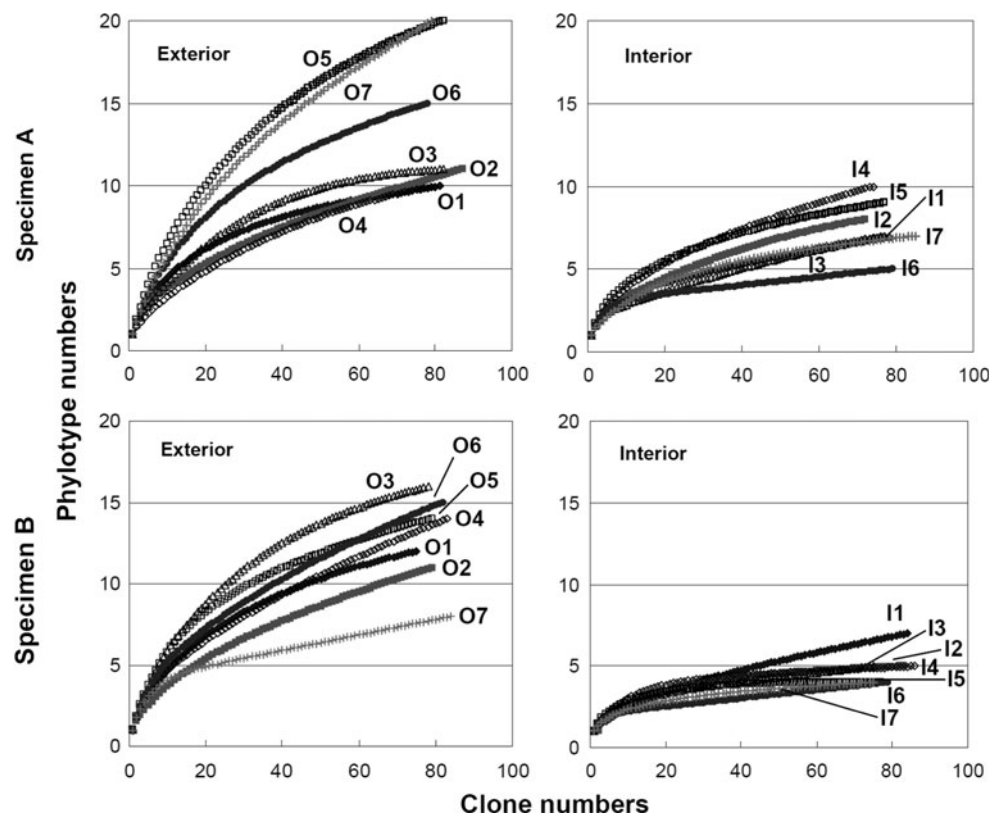 Specimen A
Specimen B
Phylotype numbers
Exterior
20
15
10
5
0
0
20
40
60
80
100
O5
O7
O6
O3
O2
O1
O4
Interior
20
15
10
5
0
0
20
40
60
80
100
I4
I5
I1
I2
I7
I3
I6
Exterior
20
15
10
5
0
0
20
40
60
80
100
O6
O3
O5
O4
O1
O2
O7
Interior
20
15
10
5
0
0
20
40
60
80
100
I1
I3
I2
I4
I5
I6
I7
Clone numbers